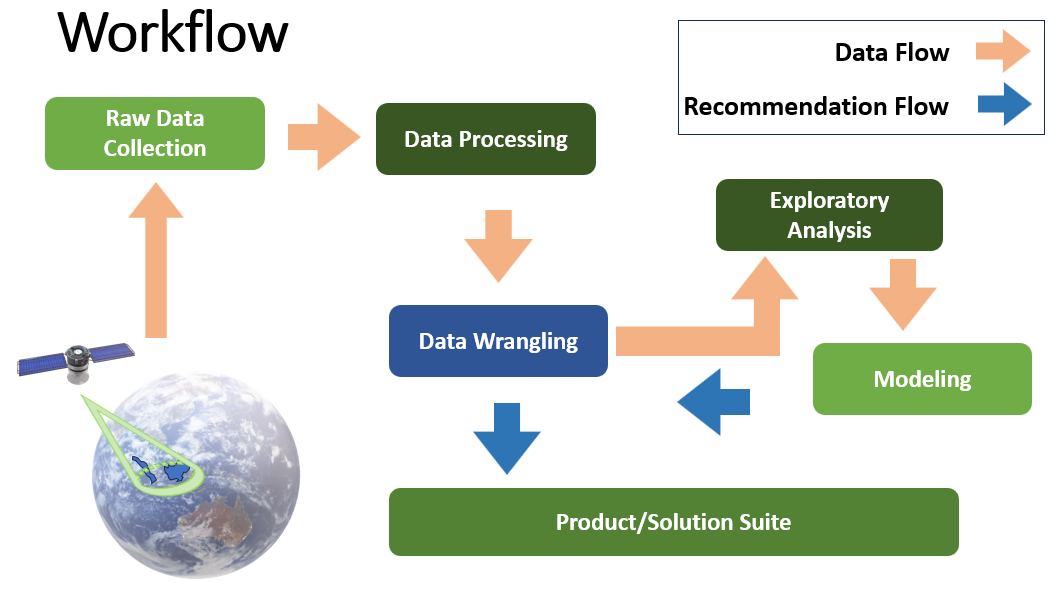 Workflow
Data Flow
Recommendation Flow
Raw Data
Collection
Data Processing
Exploratory
Analysis
Data Wrangling
Modeling
Product/Solution Suite